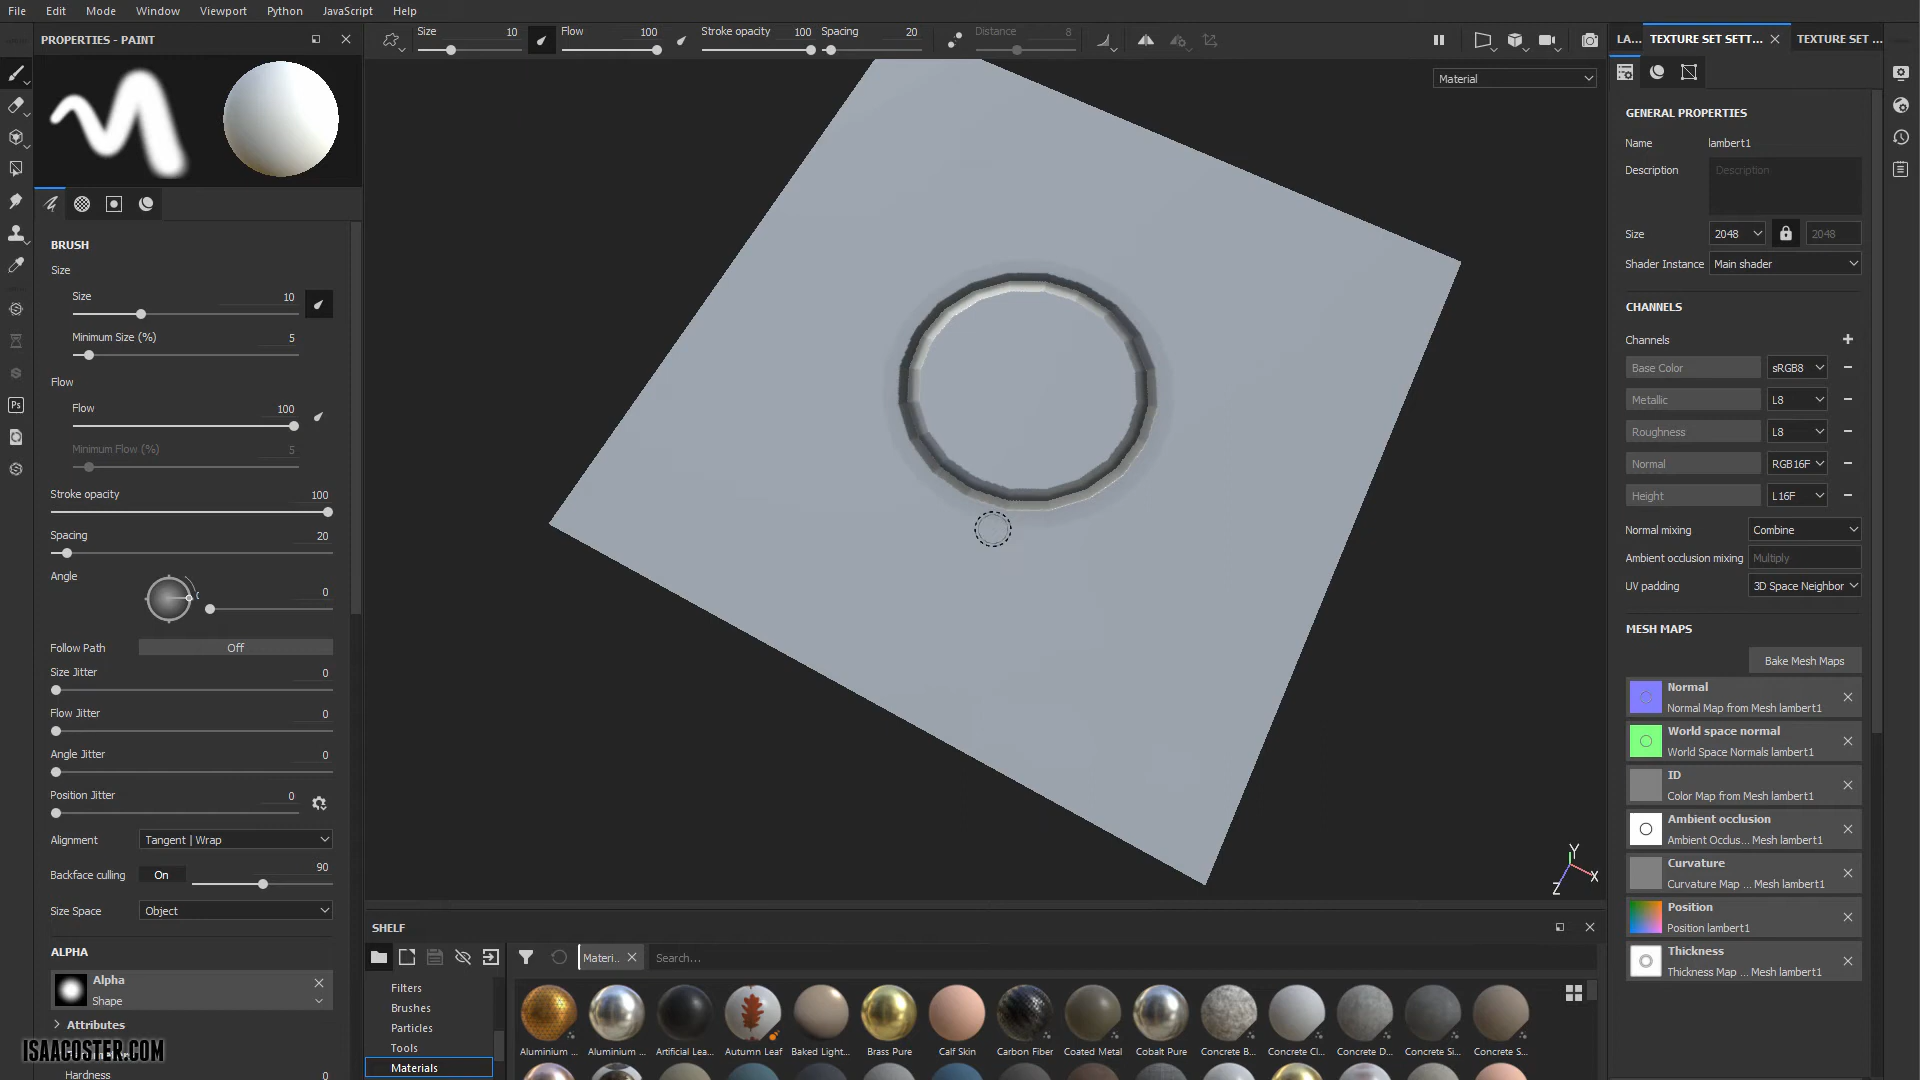 File Edit Mode Window Viewport Python JavaScript Help
PROPERTIES - PAINT
Size 10 Flow 100 Stroke opacity 100 Spacing 20 Distance 8
LA... TEXTURE SET SETT... TEXTURE SET ...
Material
BRUSH
Size
Size 10
Minimum Size (%) 5
Flow
Flow 100
Minimum Flow (%) 5
Stroke opacity 100
Spacing 20
Angle 0
Follow Path Off
Size Jitter 0
Flow Jitter 0
Angle Jitter 0
Position Jitter 0
Alignment Tangent | Wrap
Backface culling On 90
Size Space Object
ALPHA
Alpha
Shape
Attributes
ISAACOSTER.COM
Hardness 0
Y
X
Z
SHELF
Materi.. Search...
Filters
Brushes
Particles
Tools
Materials
Aluminium ... Aluminium ... Artificial Lea... Autumn Leaf Baked Light... Brass Pure Calf Skin Carbon Fiber Coated Metal Cobalt Pure Concrete B... Concrete Cl... Concrete D... Concrete Si... Concrete S...
GENERAL PROPERTIES
Name lambert1
Description Description
Size 2048 2048
Shader Instance Main shader
CHANNELS
Channels
Base Color sRGB8
Metallic L8
Roughness L8
Normal RGB16F
Height L16F
Normal mixing Combine
Ambient occlusion mixing Multiply
UV padding 3D Space Neighbor
MESH MAPS
Bake Mesh Maps
Normal
Normal Map from Mesh lambert1
World space normal
World Space Normals lambert1
ID
Color Map from Mesh lambert1
Ambient occlusion
Ambient Occlus... Mesh lambert1
Curvature
Curvature Map ... Mesh lambert1
Position
Position lambert1
Thickness
Thickness Map ... Mesh lambert1